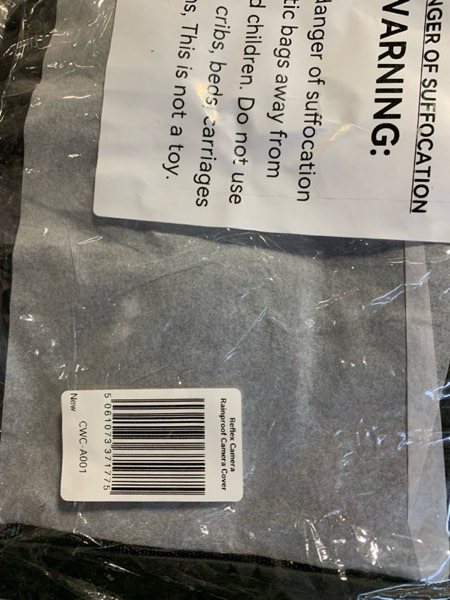 NGER OF SUFFOCATION
WARNING:
danger of suffocation
tic bags away from
d children. Do not use
cribs, beds, carriages
s, This is not a toy.
Reflex Camera
Rainproof Camera Cover
5 061073 371775
New CWC-A001